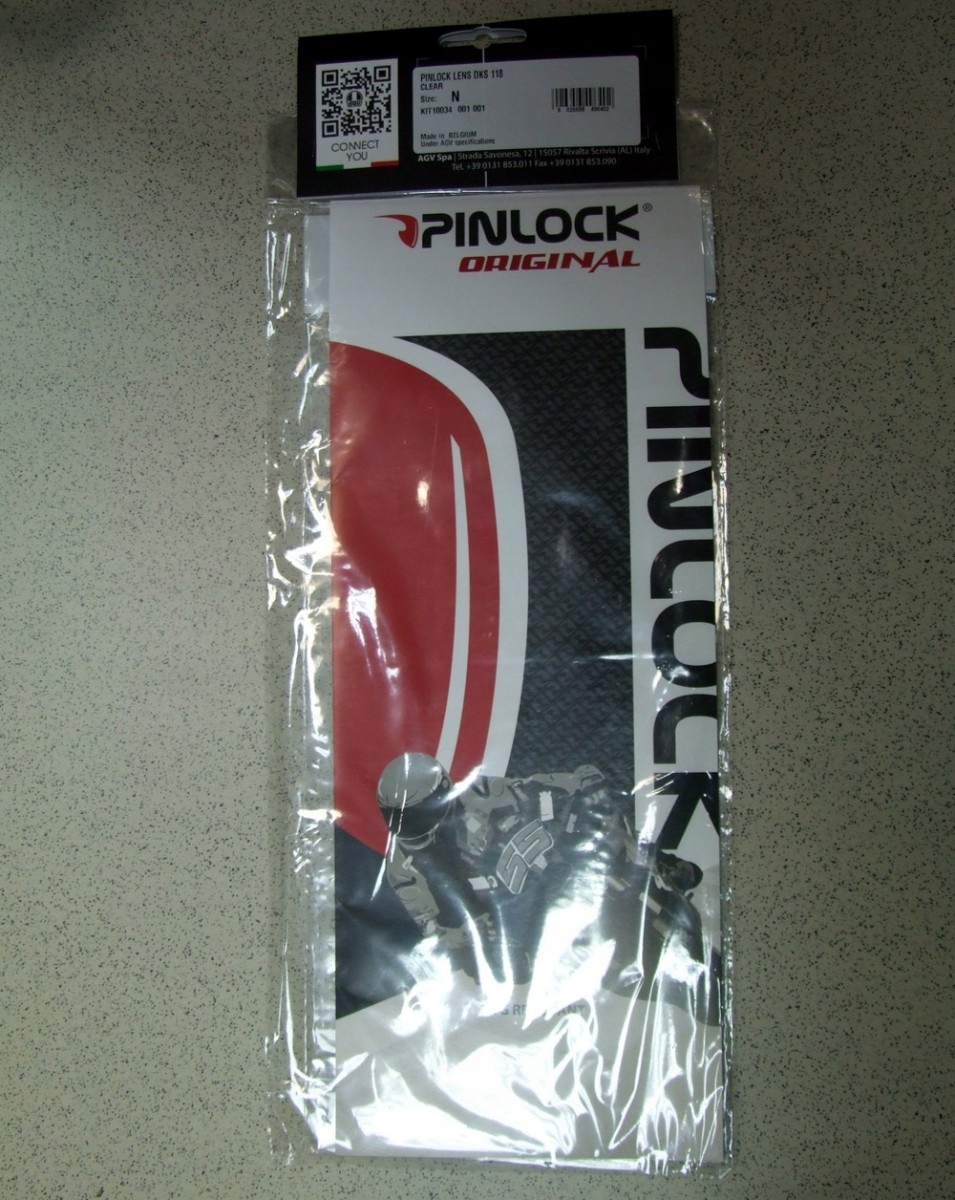 PINLOCK LENS DKS 118
CLEAR
Size: N
KIT10034 001 001
Made in BELGIUM
Under AGV specifications
CONNECT
YOU
AGV Spa | Strada Savonesa, 12 | 15057 Rivalta Scrivia (AL) Italy
Tel. +39 0131 853.011 Fax +39 0131 853.090
PINLOCK®
ORIGINAL
PINLOCK
55